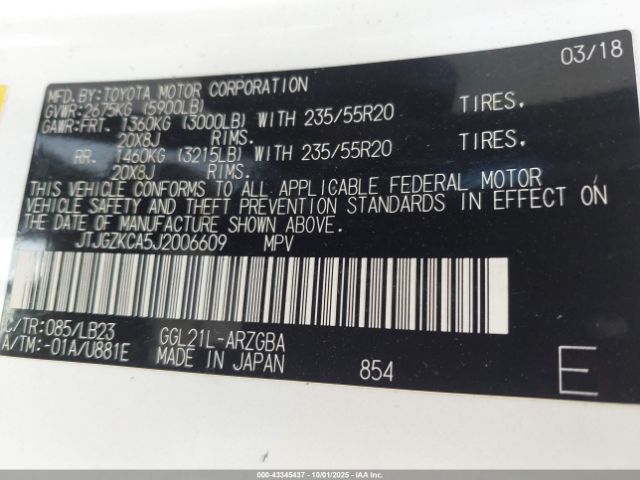 03/18
MFD.BY:TOYOTA MOTOR CORPORATION
GVWR:2675KG (5900LB)
GAWR:FRT. 1360KG (3000LB) WITH 235/55R20 TIRES,
20X8J RIMS.
RR. 1460KG (3215LB) WITH 235/55R20 TIRES,
20X8J RIMS.
THIS VEHICLE CONFORMS TO ALL APPLICABLE FEDERAL MOTOR
VEHICLE SAFETY AND THEFT PREVENTION STANDARDS IN EFFECT ON
THE DATE OF MANUFACTURE SHOWN ABOVE.
JTJGZKCA5J2006609 MPV
C/TR:085/LB23 GGL21L-ARZGBA
A/TM:-01A/U881E MADE IN JAPAN 854 E
000-43345437 - 10/01/2025 - IAAI.COM